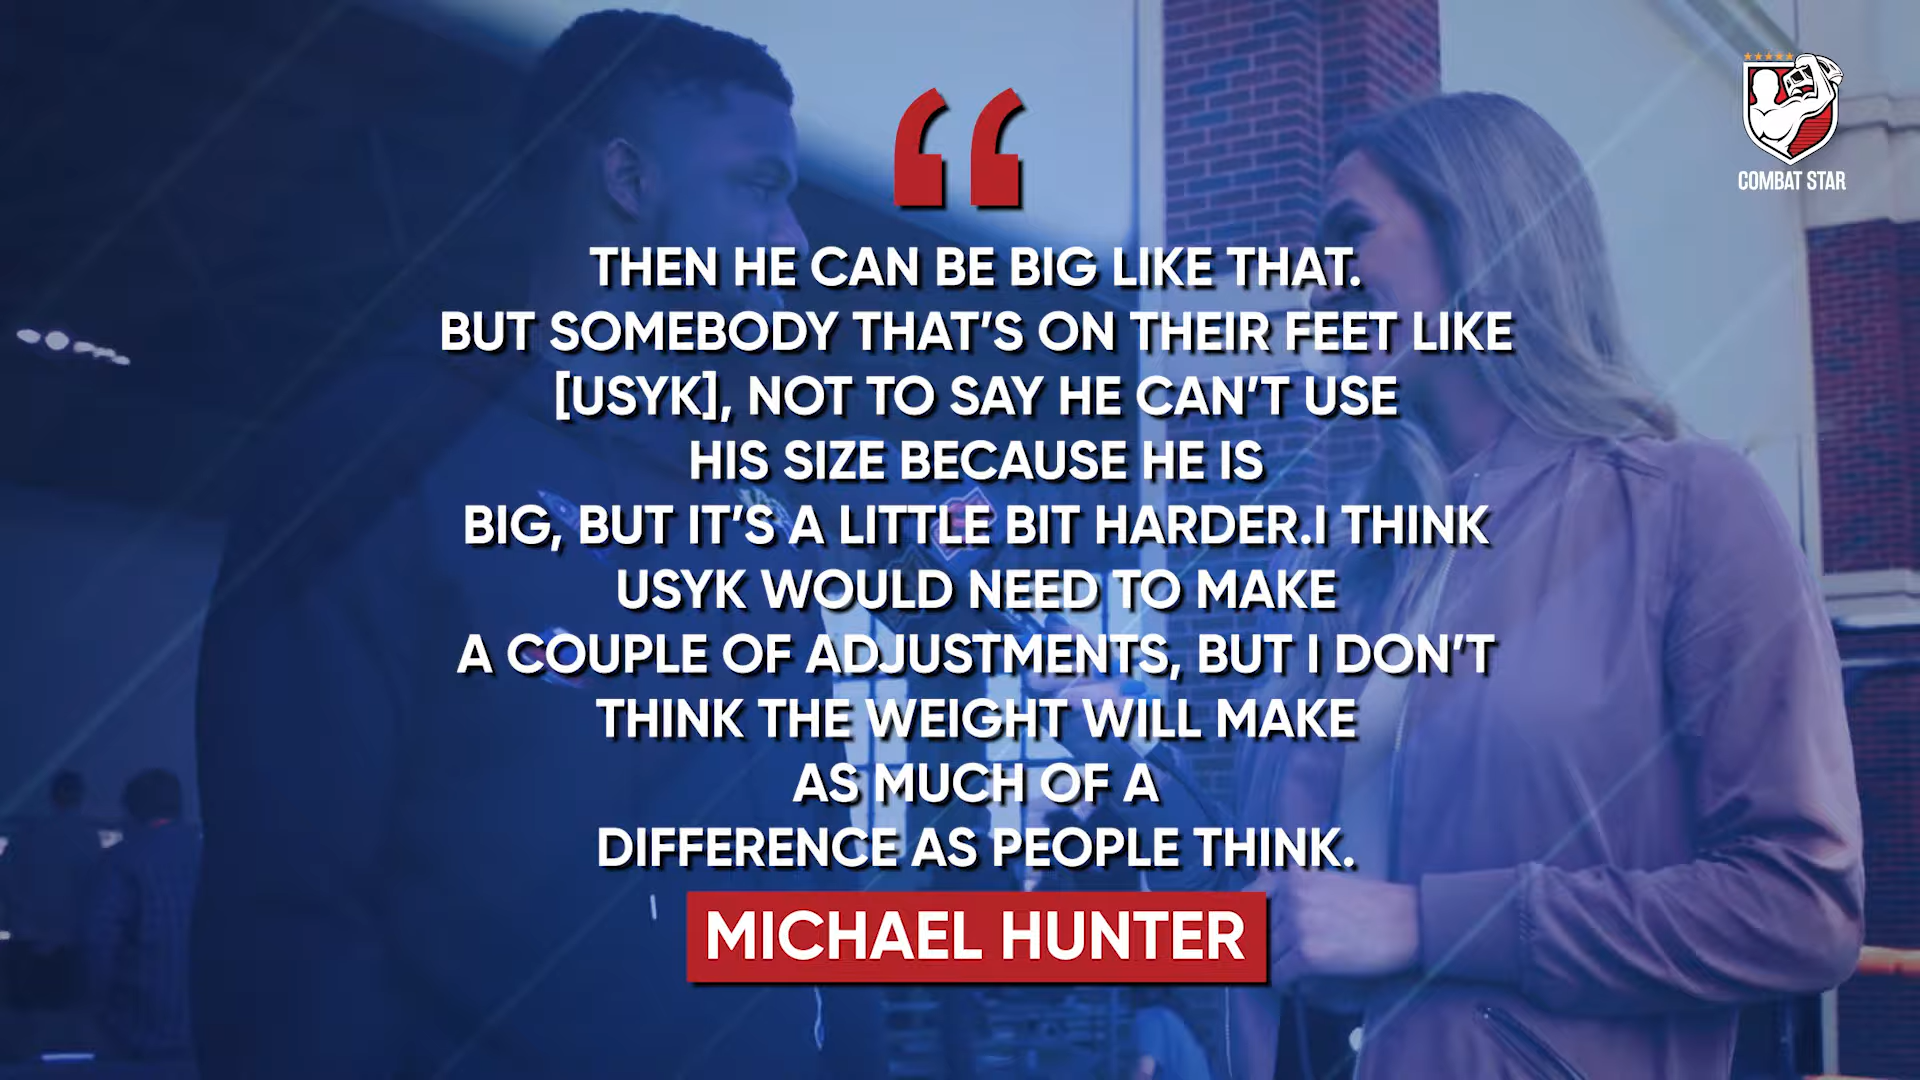 COMBAT STAR
THEN HE CAN BE BIG LIKE THAT.
BUT SOMEBODY THAT'S ON THEIR FEET LIKE
[USYK], NOT TO SAY HE CAN'T USE
HIS SIZE BECAUSE HE IS
BIG, BUT IT'S A LITTLE BIT HARDER.I THINK
USYK WOULD NEED TO MAKE
A COUPLE OF ADJUSTMENTS, BUT I DON'T
THINK THE WEIGHT WILL MAKE
AS MUCH OF A
DIFFERENCE AS PEOPLE THINK.
MICHAEL HUNTER